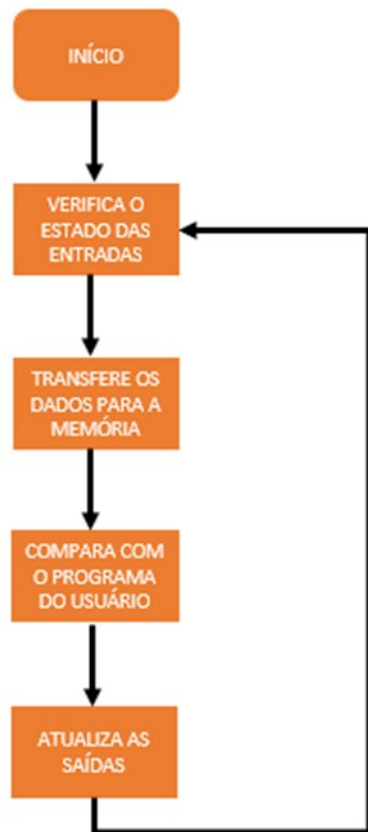 INÍCIO
VERIFICA O
ESTADO DAS
ENTRADAS
TRANSFERE OS
DADOS PARA A
MEMÓRIA
COMPARA COM
O PROGRAMA
DO USUÁRIO
ATUALIZA AS
SAÍDAS